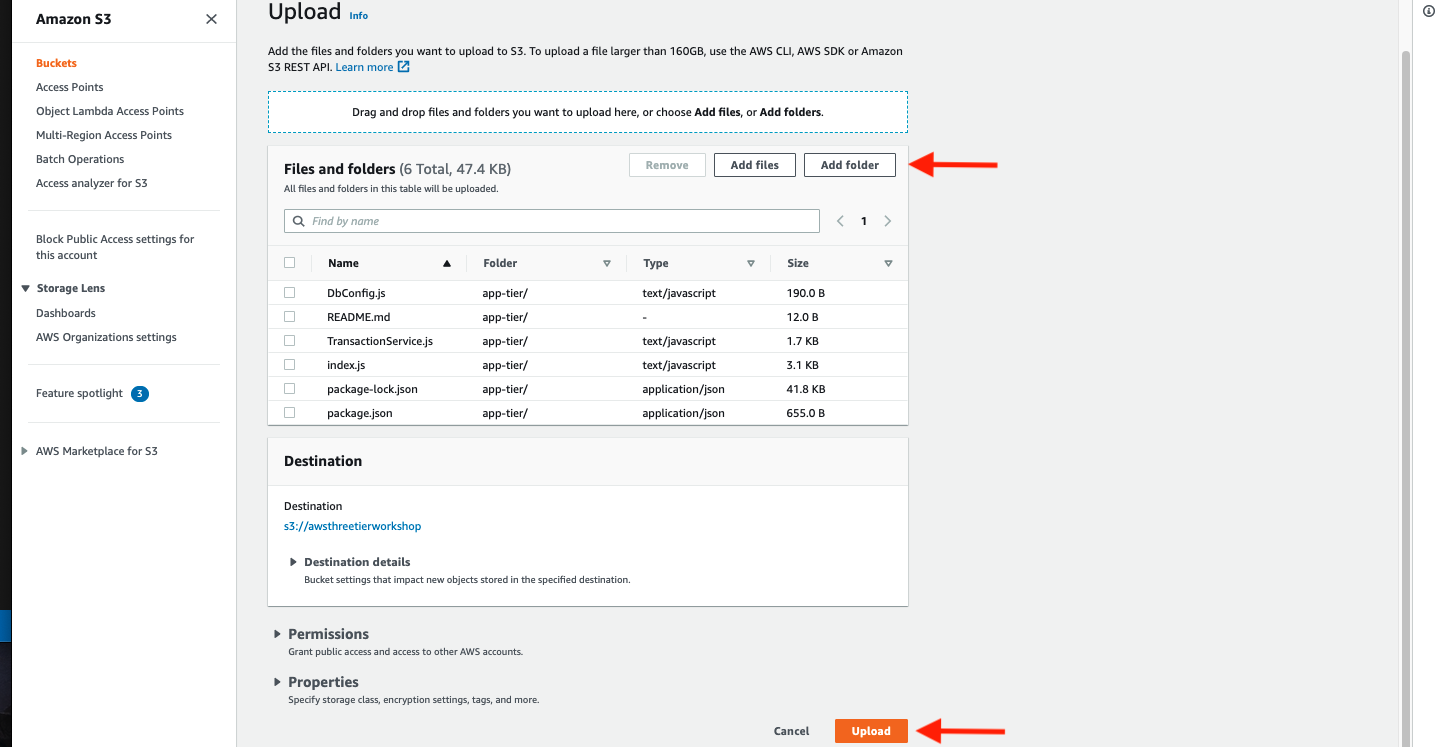 Amazon S3
Buckets
Access Points
Object Lambda Access Points
Multi-Region Access Points
Batch Operations
Access analyzer for S3
Block Public Access settings for
this account
Storage Lens
Dashboards
AWS Organizations settings
Feature spotlight 3
AWS Marketplace for S3
Upload Info
Add the files and folders you want to upload to S3. To upload a file larger than 160GB, use the AWS CLI, AWS SDK or Amazon
S3 REST API. Learn more
Drag and drop files and folders you want to upload here, or choose Add files, or Add folders.
Files and folders (6 Total, 47.4 KB)
All files and folders in this table will be uploaded.
Remove Add files Add folder
Find by name
1
Name Folder Type Size
DbConfig.js app-tier/ text/javascript 190.0 B
README.md app-tier/ - 12.0 B
TransactionService.js app-tier/ text/javascript 1.7 KB
index.js app-tier/ text/javascript 3.1 KB
package-lock.json app-tier/ application/json 41.8 KB
package.json app-tier/ application/json 655.0 B
Destination
Destination
s3://awsthreetierworkshop
Destination details
Bucket settings that impact new objects stored in the specified destination.
Permissions
Grant public access and access to other AWS accounts.
Properties
Specify storage class, encryption settings, tags, and more.
Cancel Upload